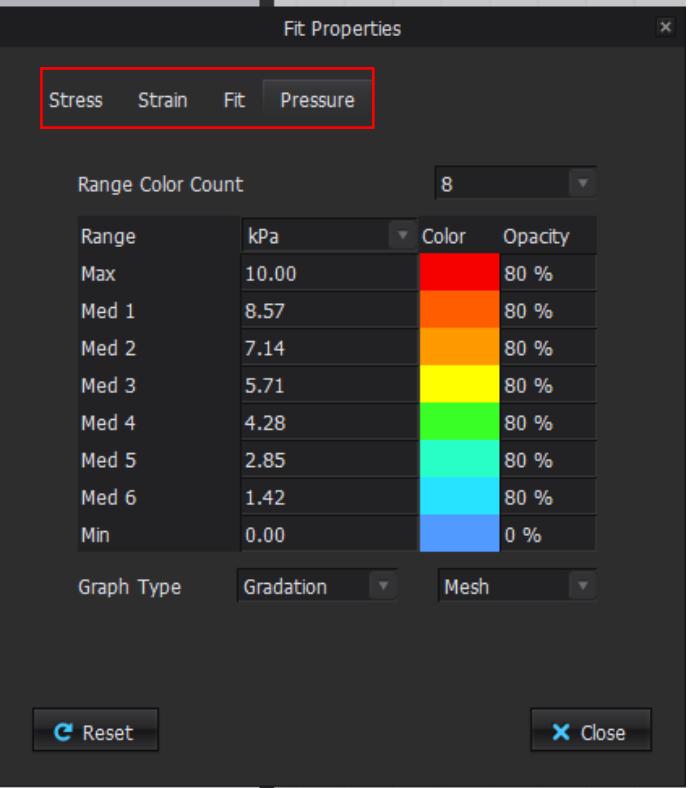 Fit Properties
Stress Strain Fit Pressure
Range Color Count 8
Range kPa Color Opacity
Max 10.00 80 %
Med 1 8.57 80 %
Med 2 7.14 80 %
Med 3 5.71 80 %
Med 4 4.28 80 %
Med 5 2.85 80 %
Med 6 1.42 80 %
Min 0.00 0 %
Graph Type Gradation Mesh
Reset Close